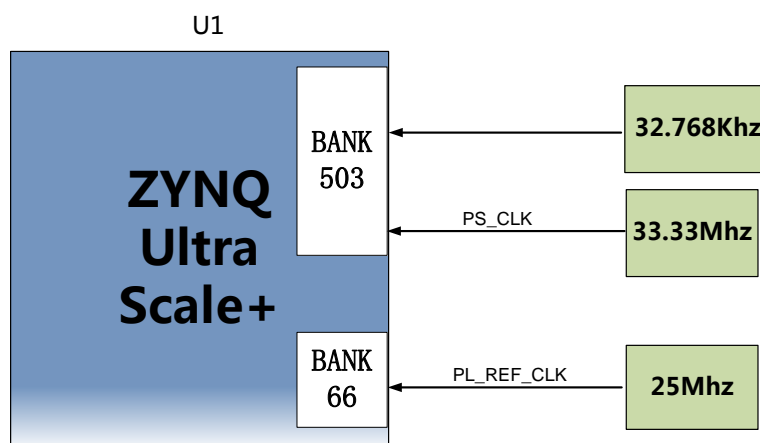 U1
ZYNQ
Ultra
Scale+
BANK
503
32.768Khz
PS_CLK
33.33Mhz
BANK
66
PL_REF_CLK
25Mhz